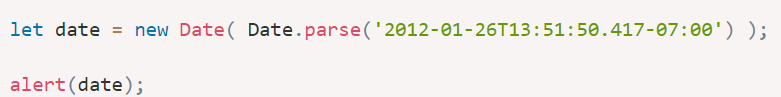 let date = new Date( Date.parse('2012-01-26T13:51:50.417-07:00') );
alert(date);